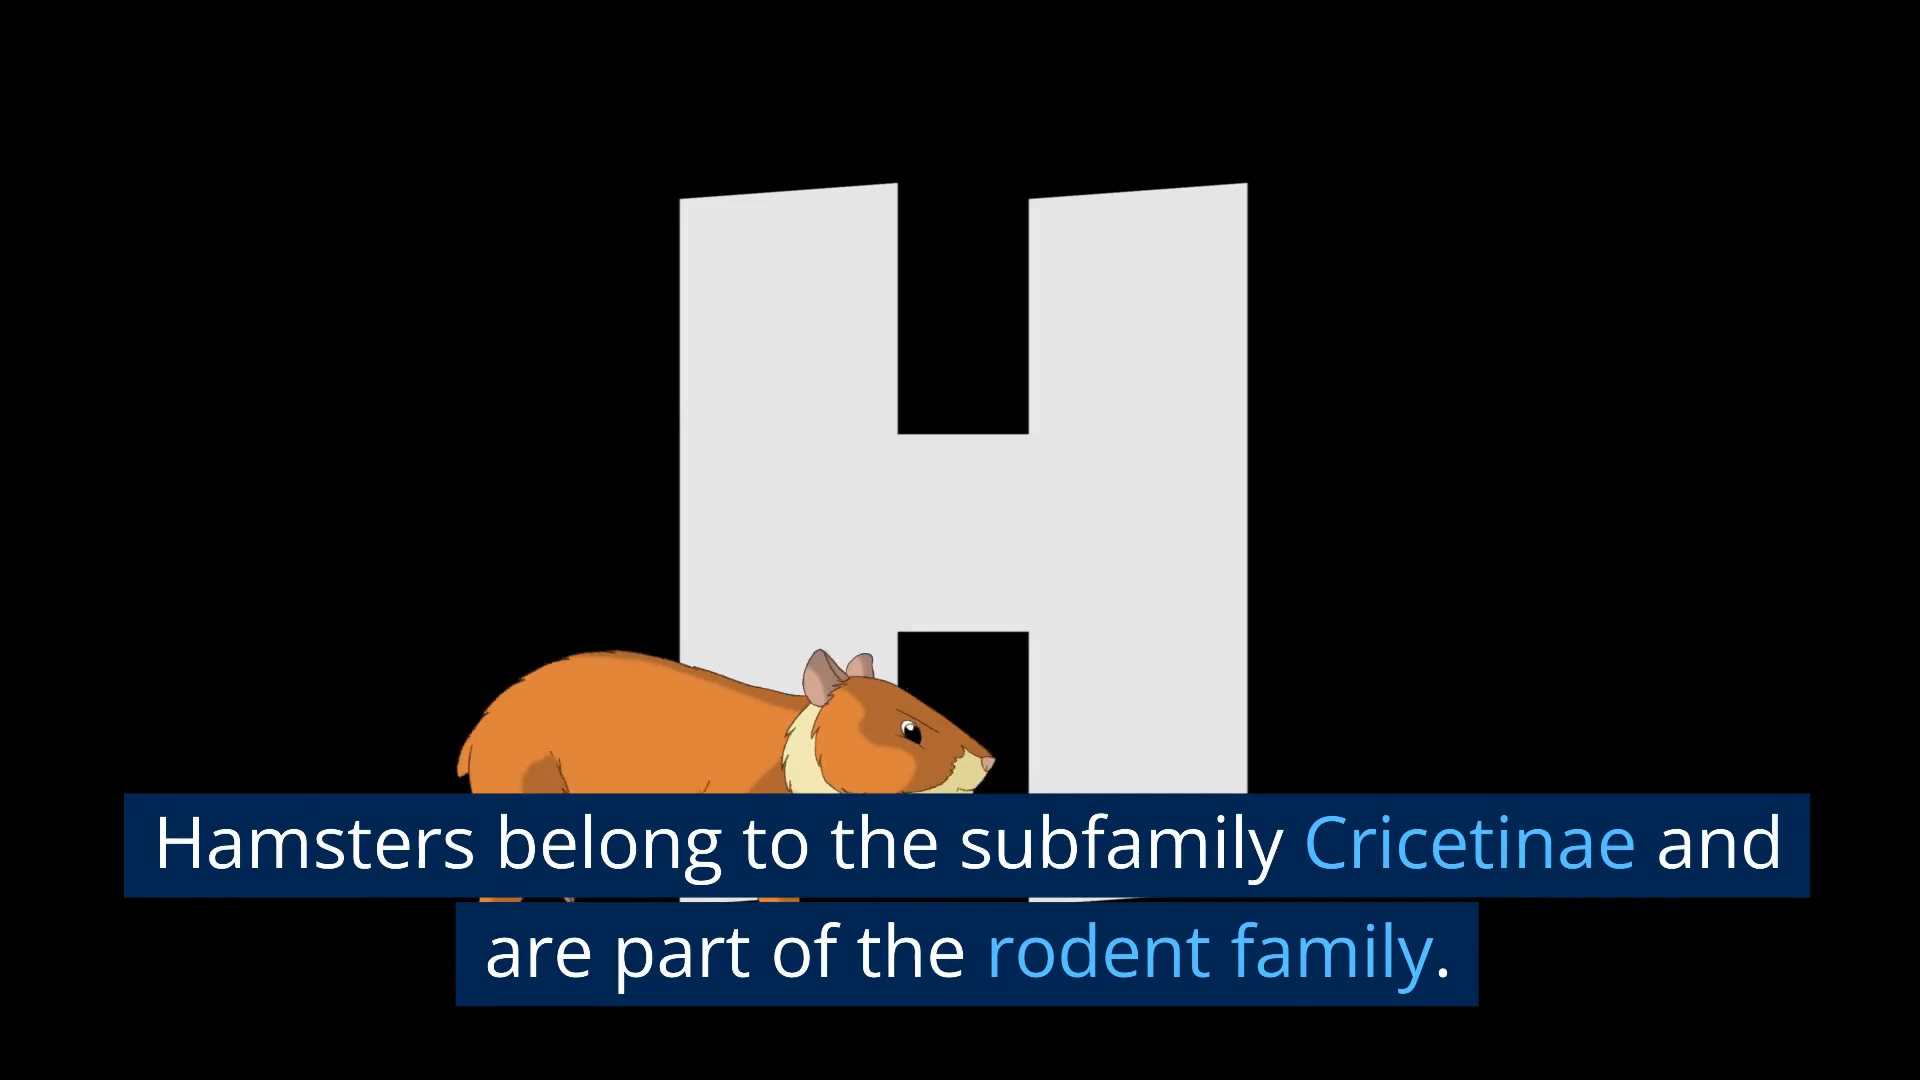 H
Hamsters belong to the subfamily Cricetinae and
are part of the rodent family.